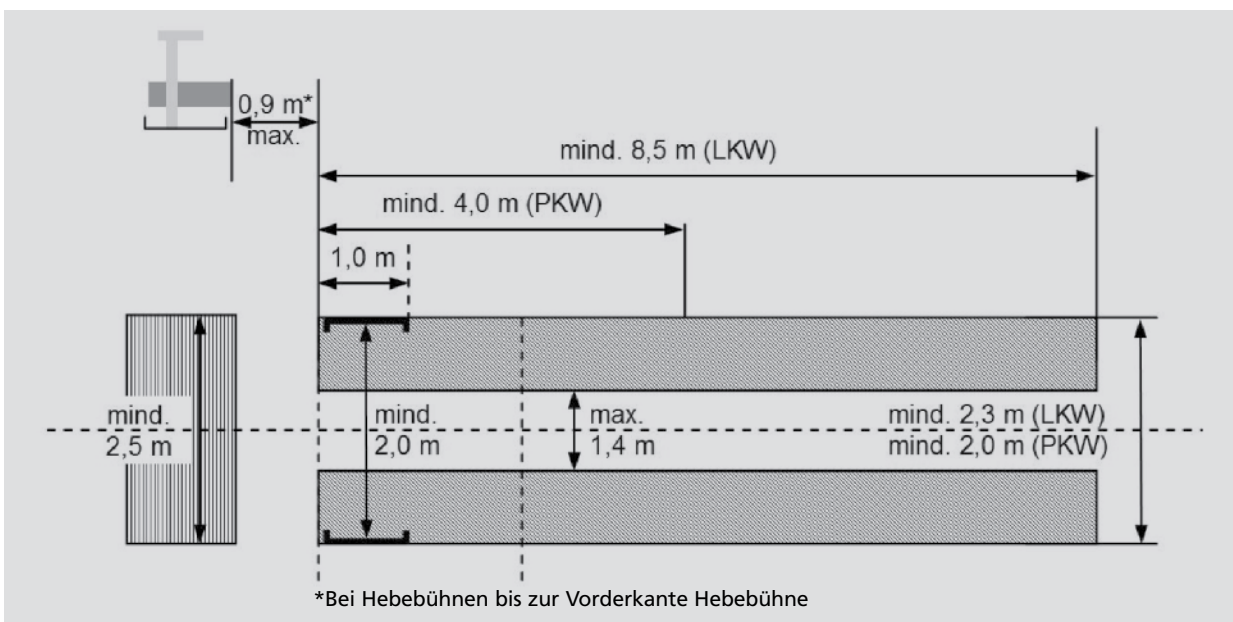 0,9 m*
max.
mind. 8,5 m (LKW)
mind. 4,0 m (PKW)
1,0 m
mind.
2,5 m
mind.
2,0 m
max.
1,4 m
mind. 2,3 m (LKW)
mind. 2,0 m (PKW)
*Bei Hebebühnen bis zur Vorderkante Hebebühne